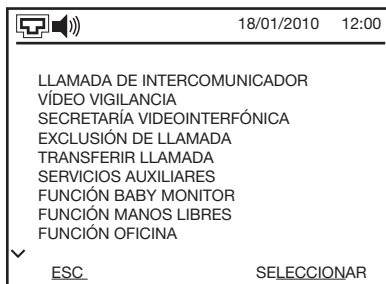 18/01/2010 12:00
LLAMADA DE INTERCOMUNICADOR
VÍDEO VIGILANCIA
SECRETARÍA VIDEOINTERFÓNICA
EXCLUSIÓN DE LLAMADA
TRANSFERIR LLAMADA
SERVICIOS AUXILIARES
FUNCIÓN BABY MONITOR
FUNCIÓN MANOS LIBRES
FUNCIÓN OFICINA
ESC SELECCIONAR